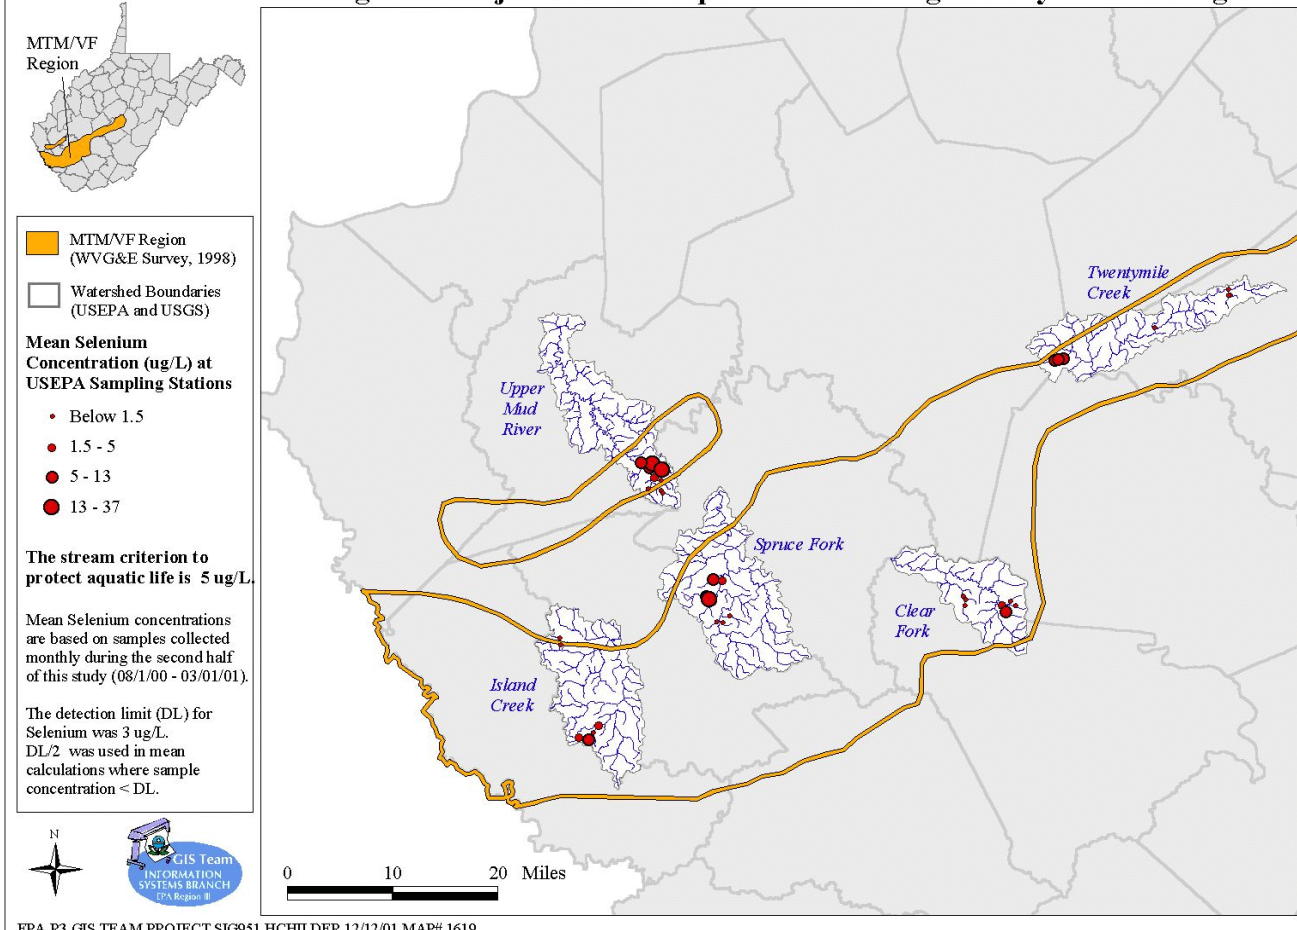 MTM/VF
Region
MTM/VF Region
(WVG&E Survey, 1998)
Watershed Boundaries
(USEPA and USGS)
Mean Selenium
Concentration (ug/L) at
USEPA Sampling Stations
Below 1.5
1.5 - 5
5 - 13
13 - 37
The stream criterion to
protect aquatic life is 5 ug/L.
Mean Selenium concentrations
are based on samples collected
monthly during the second half
of this study (08/1/00 - 03/01/01).
The detection limit (DL) for
Selenium was 3 ug/L.
DL/2 was used in mean
calculations where sample
concentration < DL.
N
GIS Team
INFORMATION
SYSTEMS BRANCH
EPA Region III
Twentymile
Creek
Upper
Mud
River
Spruce Fork
Clear
Fork
Island
Creek
0 10 20 Miles
EPA R3 GIS TEAM PROJECT SIG951 HCHILDER 12/12/01 MAP# 1619